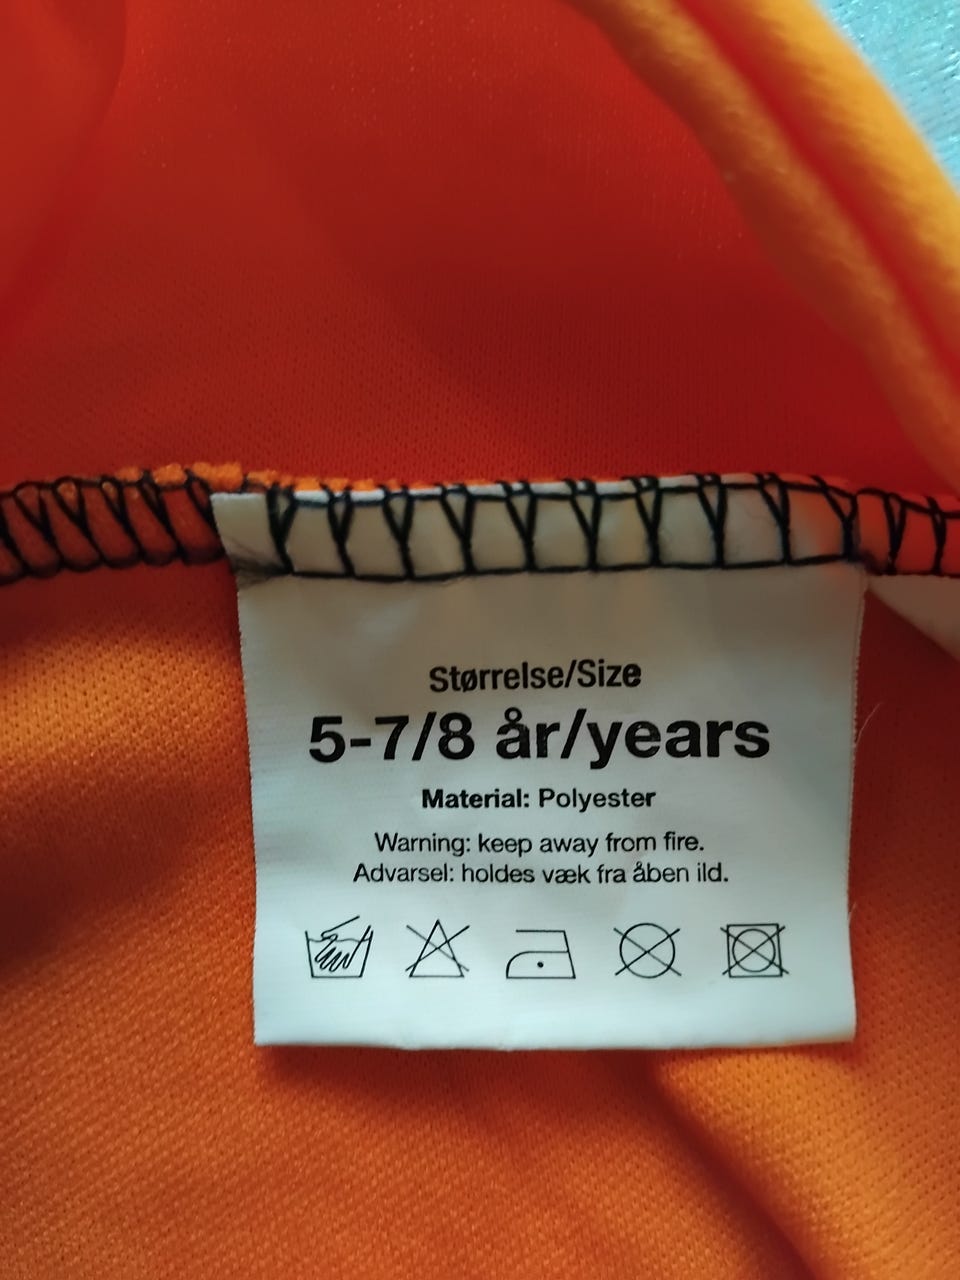 Størrelse/Size
5-7/8 år/years
Material: Polyester
Warning: keep away from fire.
Advarsel: holdes væk fra åben ild.